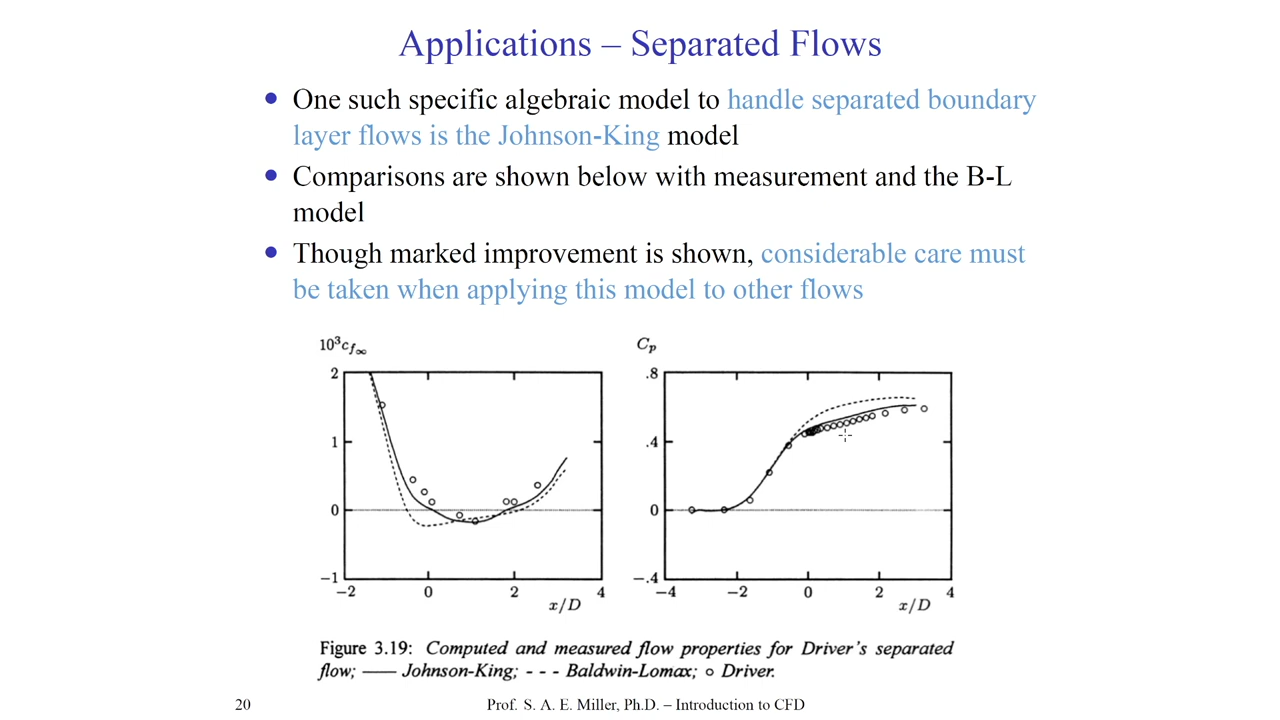 Applications – Separated Flows
One such specific algebraic model to handle separated boundary
layer flows is the Johnson-King model
Comparisons are shown below with measurement and the B-L
model
Though marked improvement is shown, considerable care must
be taken when applying this model to other flows
10³cf∞
2
1
0
−1
−2
0
2
4
x/D
Cp
.8
.4
0
−.4
−4
−2
0
2
4
x/D
Figure 3.19: Computed and measured flow properties for Driver's separated
flow; —— Johnson-King; - - - Baldwin-Lomax; o Driver.
20
Prof. S. A. E. Miller, Ph.D. – Introduction to CFD